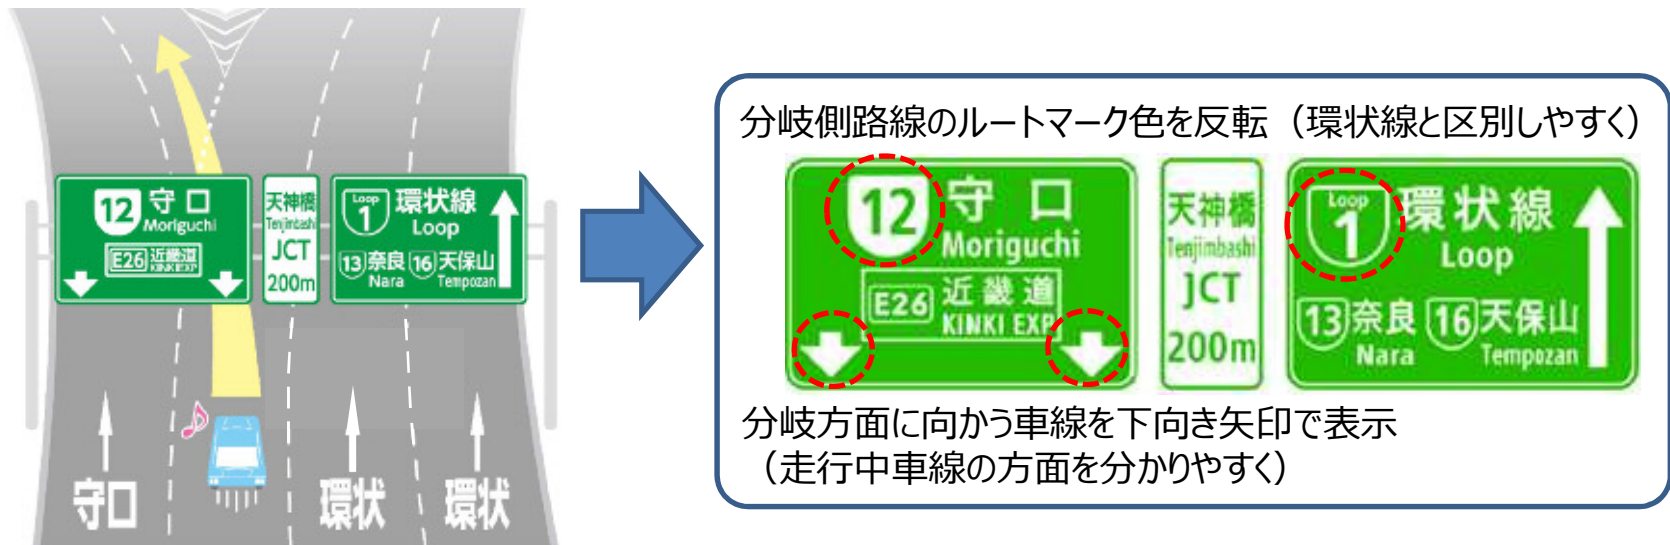 12 守口
Moriguchi
E26 近畿道
KINKI EXP
天神橋
Tenjimbashi
JCT
200m
Loop
1 環状線
Loop
13 奈良 16 天保山
Nara Tempozan
守口
環状
環状
分岐側路線のルートマーク色を反転（環状線と区別しやすく）
12 守口
Moriguchi
E26 近畿道
KINKI EXP
天神橋
Tenjimbashi
JCT
200m
Loop
1 環状線
Loop
13 奈良 16 天保山
Nara Tempozan
分岐方面に向かう車線を下向き矢印で表示
（走行中車線の方面を分かりやすく）